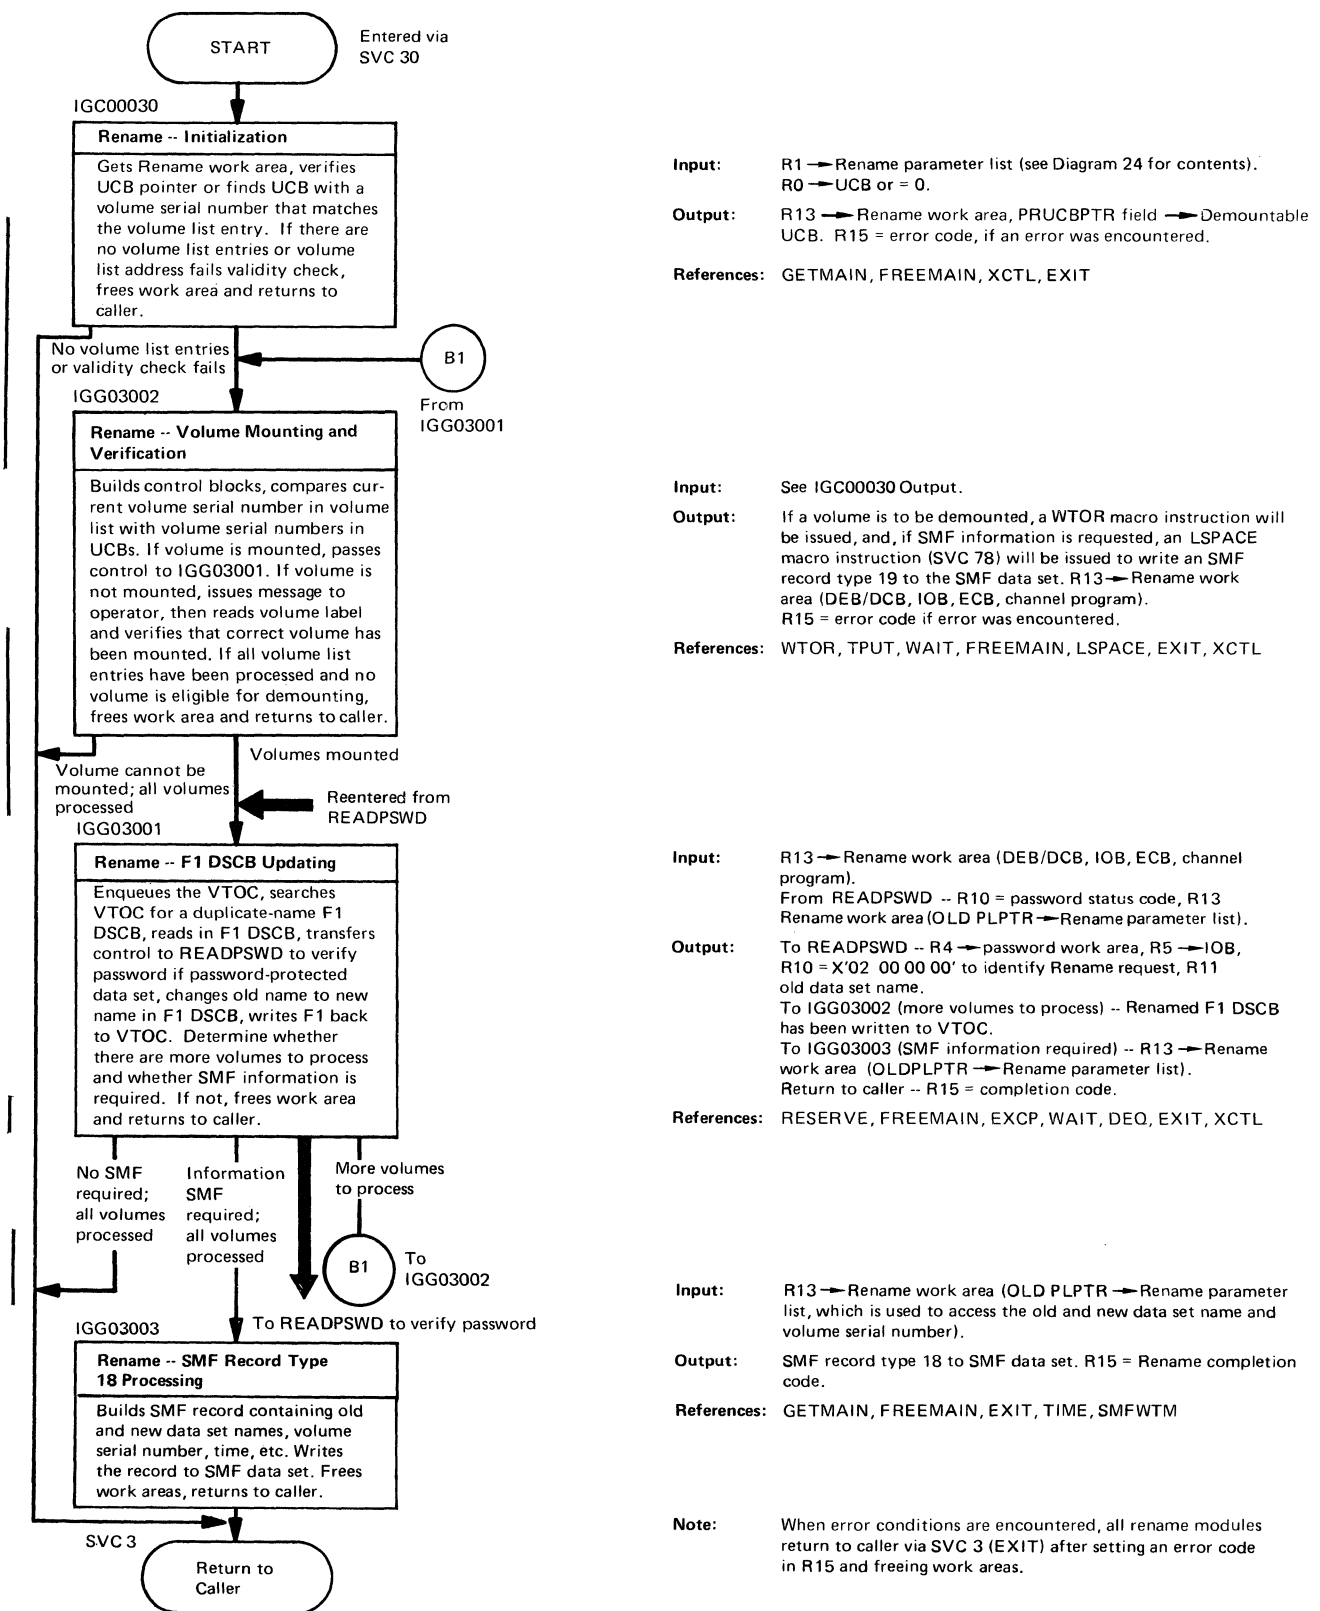 START
Entered via
SVC 30
IGC00030
Rename -- Initialization
Gets Rename work area, verifies
UCB pointer or finds UCB with a
volume serial number that matches
the volume list entry. If there are
no volume list entries or volume
list address fails validity check,
frees work area and returns to
caller.
Input: R1 → Rename parameter list (see Diagram 24 for contents).
R0 → UCB or = 0.
Output: R13 → Rename work area, PRUCBPTR field → Demountable
UCB. R15 = error code, if an error was encountered.
References: GETMAIN, FREEMAIN, XCTL, EXIT
No volume list entries
or validity check fails
B1
From
IGG03001
IGG03002
Rename -- Volume Mounting and
Verification
Builds control blocks, compares cur-
rent volume serial number in volume
list with volume serial numbers in
UCBs. If volume is mounted, passes
control to IGG03001. If volume is
not mounted, issues message to
operator, then reads volume label
and verifies that correct volume has
been mounted. If all volume list
entries have been processed and no
volume is eligible for demounting,
frees work area and returns to caller.
Input: See IGC00030 Output.
Output: If a volume is to be demounted, a WTOR macro instruction will
be issued, and, if SMF information is requested, an LSPACE
macro instruction (SVC 78) will be issued to write an SMF
record type 19 to the SMF data set. R13 → Rename work
area (DEB/DCB, IOB, ECB, channel program).
R15 = error code if error was encountered.
References: WTOR, TPUT, WAIT, FREEMAIN, LSPACE, EXIT, XCTL
Volumes mounted
Volume cannot be
mounted; all volumes
processed
Reentered from
READPSWD
IGG03001
Rename -- F1 DSCB Updating
Enqueues the VTOC, searches
VTOC for a duplicate-name F1
DSCB, reads in F1 DSCB, transfers
control to READPSWD to verify
password if password-protected
data set, changes old name to new
name in F1 DSCB, writes F1 back
to VTOC. Determine whether
there are more volumes to process
and whether SMF information is
required. If not, frees work area
and returns to caller.
Input: R13 → Rename work area (DEB/DCB, IOB, ECB, channel
program).
From READPSWD -- R10 = password status code, R13
Rename work area (OLD PLPTR → Rename parameter list).
Output: To READPSWD -- R4 → password work area, R5 → IOB,
R10 = X'02 00 00 00' to identify Rename request, R11
old data set name.
To IGG03002 (more volumes to process) -- Renamed F1 DSCB
has been written to VTOC.
To IGG03003 (SMF information required) -- R13 → Rename
work area (OLDPLPTR → Rename parameter list).
Return to caller -- R15 = completion code.
References: RESERVE, FREEMAIN, EXCP, WAIT, DEQ, EXIT, XCTL
No SMF
required;
all volumes
processed
Information
SMF
required;
all volumes
processed
More volumes
to process
B1
To
IGG03002
To READPSWD to verify password
IGG03003
Rename -- SMF Record Type
18 Processing
Builds SMF record containing old
and new data set names, volume
serial number, time, etc. Writes
the record to SMF data set. Frees
work areas, returns to caller.
Input: R13 → Rename work area (OLD PLPTR → Rename parameter
list, which is used to access the old and new data set name and
volume serial number).
Output: SMF record type 18 to SMF data set. R15 = Rename completion
code.
References: GETMAIN, FREEMAIN, EXIT, TIME, SMFWTM
SVC 3
Return to
Caller
Note: When error conditions are encountered, all rename modules
return to caller via SVC 3 (EXIT) after setting an error code
in R15 and freeing work areas.